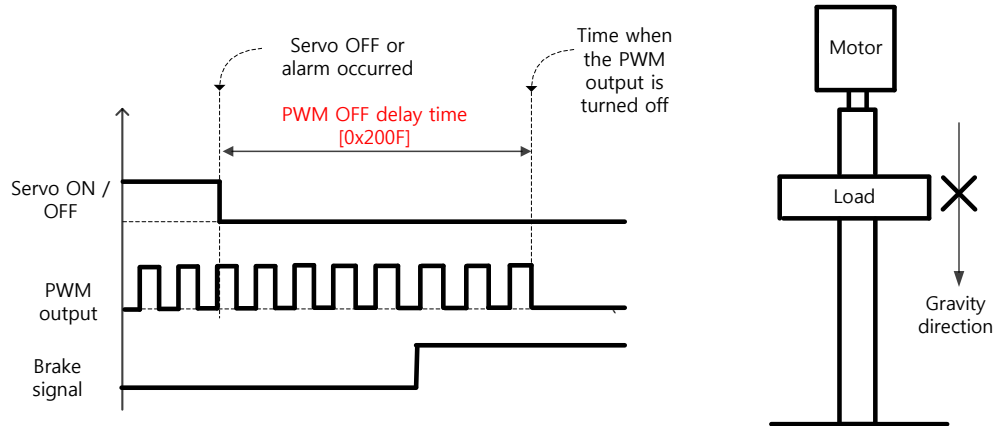 Servo OFF or
alarm occurred
Time when
the PWM
output is
turned off
PWM OFF delay time
[0x200F]
Servo ON /
OFF
PWM
output
Brake
signal
Motor
Load
Gravity
direction